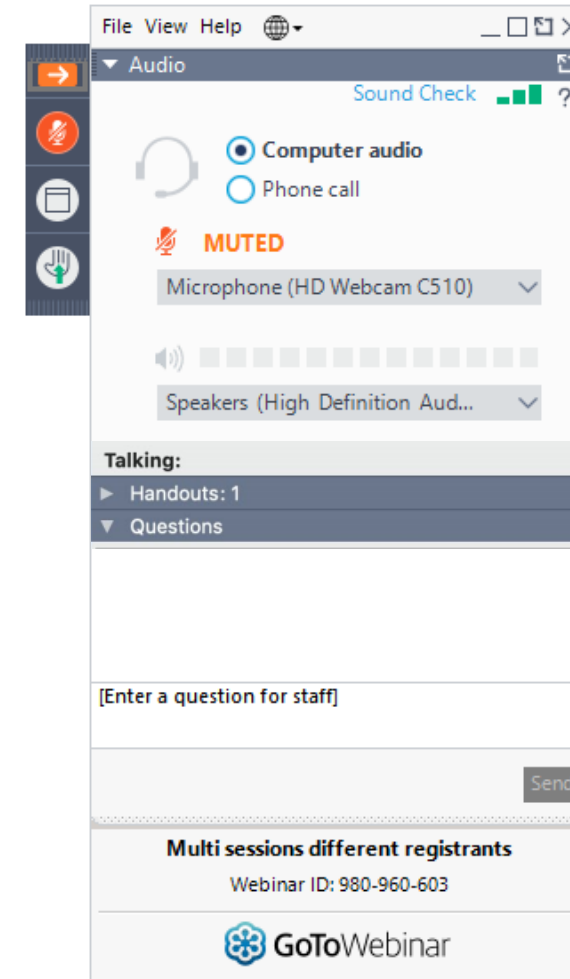 File View Help
Audio
Sound Check
?
Computer audio
Phone call
MUTED
Microphone (HD Webcam C510)
Speakers (High Definition Aud...
Talking:
Handouts: 1
Questions
[Enter a question for staff]
Send
Multi sessions different registrants
Webinar ID: 980-960-603
GoToWebinar